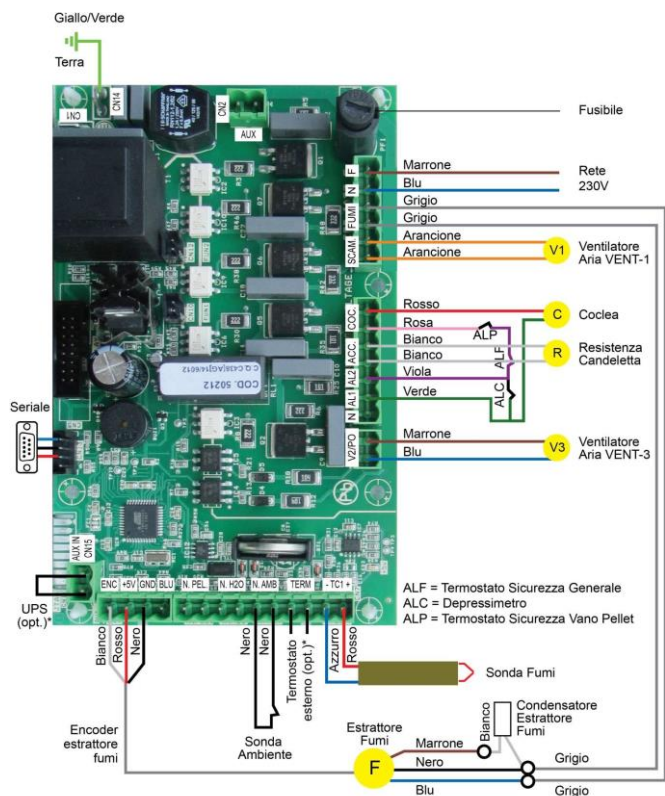 Giallo/Verde
Terra
CN14
CN1
CN2
AUX
Fusibile
PF1
F
N
FUMI
SCAM.
Marrone
Blu
Grigio
Grigio
Arancione
Arancione
Rete
230V
V1
Ventilatore
Aria VENT-1
COC.
ACC.
AL2
AL1
N
Rosso
Rosa
Bianco
Bianco
Viola
Verde
ALP
ALF
ALC
C
Coclea
R
Resistenza
Candeletta
COD. 50212
V2/PO
Marrone
Blu
V3
Ventilatore
Aria VENT-3
Seriale
AUX IN
CN15
UPS
(opt.)*
ENC +5V GND BLU
N. PEL. N. H2O N. AMB TERM - TC1 +
ALF = Termostato Sicurezza Generale
ALC = Depressimetro
ALP = Termostato Sicurezza Vano Pellet
Bianco
Rosso
Nero
Nero
Nero
Termostato
esterno (opt.)*
Azzurro
Rosso
Sonda Fumi
Encoder
estrattore
fumi
Sonda
Ambiente
Estrattore
Fumi
F
Marrone
Nero
Blu
Bianco
Condensatore
Estrattore
Fumi
Grigio
Grigio